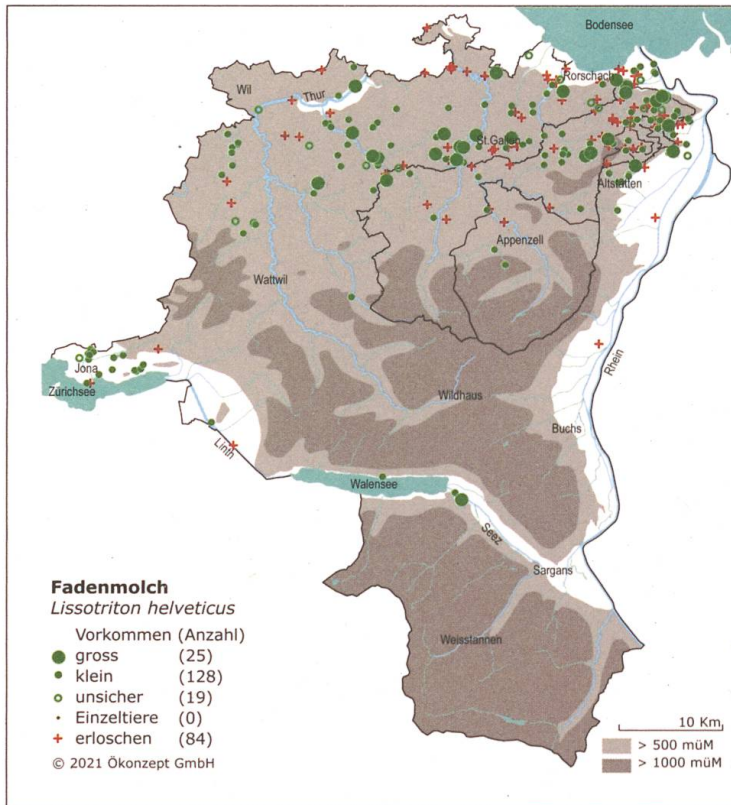 Bodensee
Rorschach
Wil
Thur
St.Gallen
Altstätten
Appenzell
Wattwil
Jona
Zürichsee
Rhein
Wildhaus
Buchs
Linth
Walensee
Seez
Sargans
Weisstannen
Fadenmolch
Lissotriton helveticus
Vorkommen (Anzahl)
gross (25)
klein (128)
unsicher (19)
Einzeltiere (0)
erloschen (84)
© 2021 Ökonzept GmbH
10 Km
> 500 müM
> 1000 müM